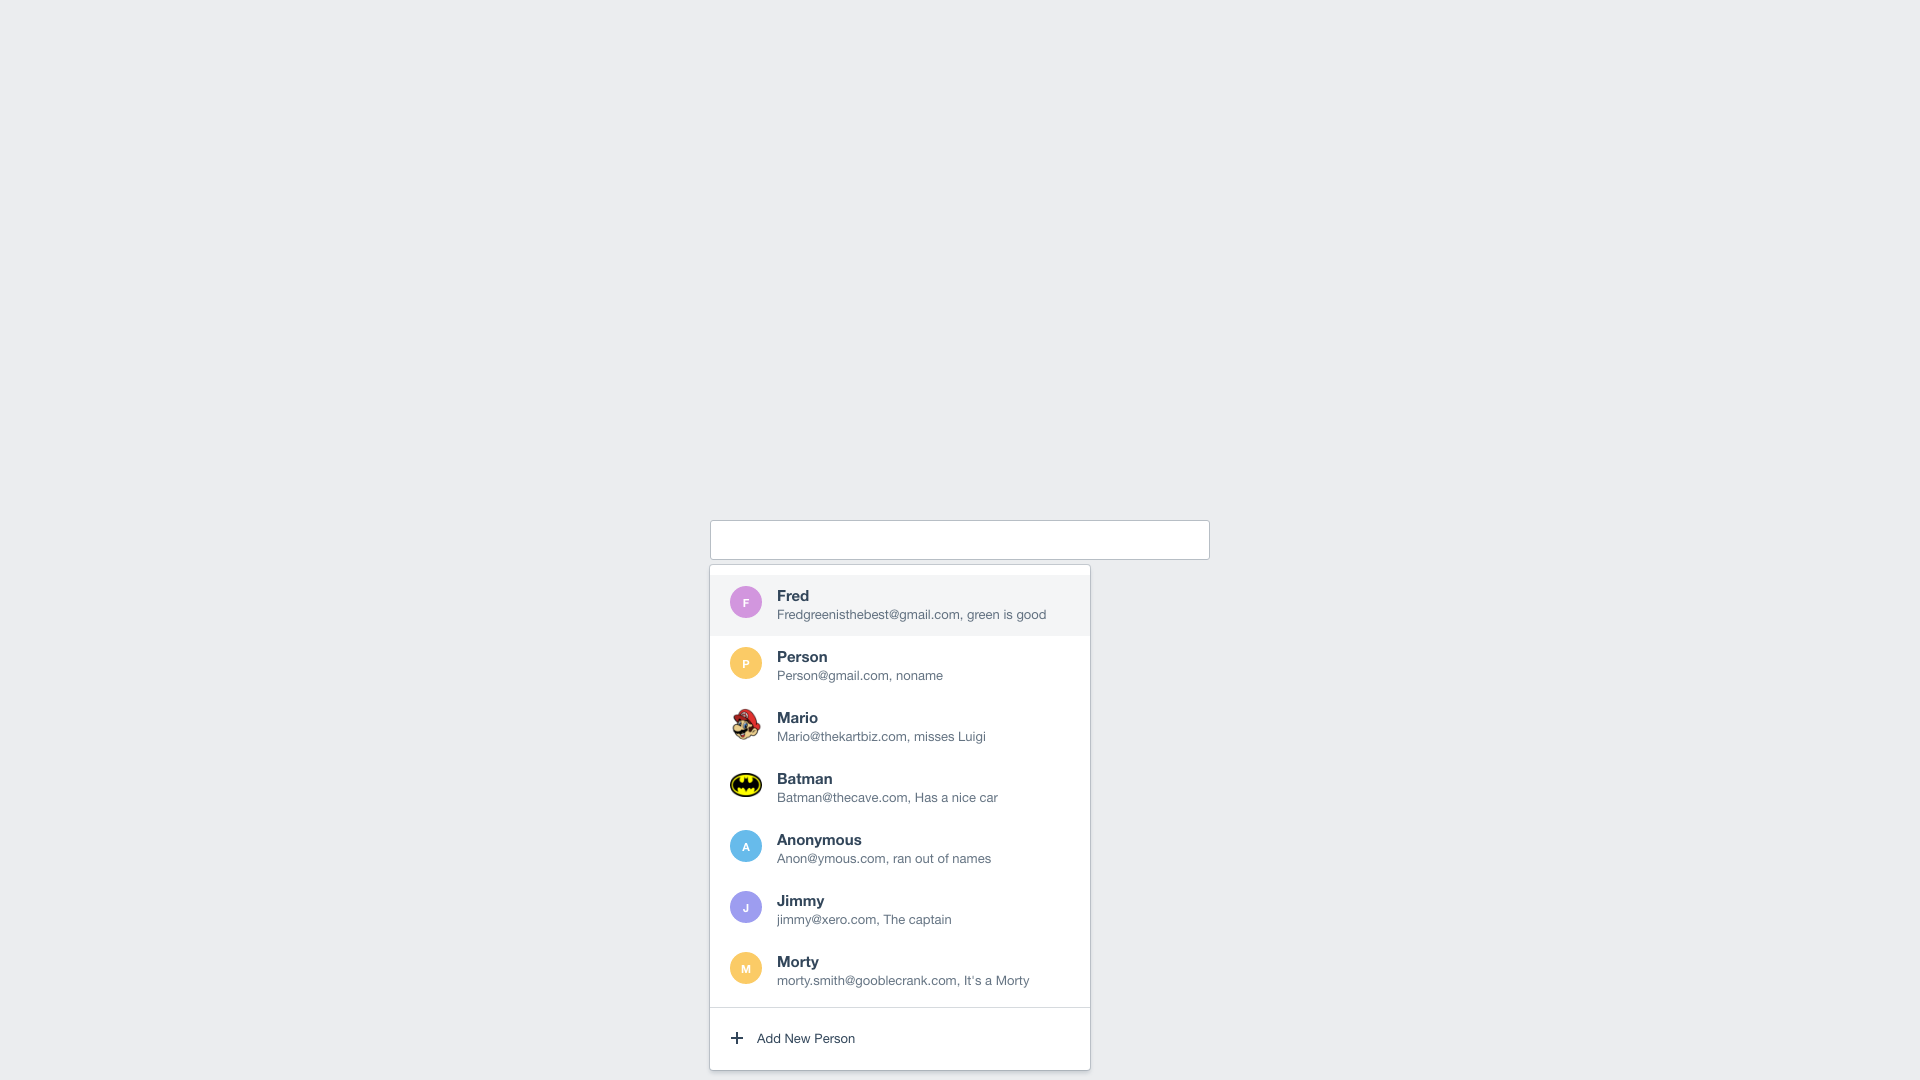 F
Fred
Fredgreenisthebest@gmail.com, green is good
P
Person
Person@gmail.com, noname
Mario
Mario@thekartbiz.com, misses Luigi
Batman
Batman@thecave.com, Has a nice car
A
Anonymous
Anon@ymous.com, ran out of names
J
Jimmy
jimmy@xero.com, The captain
M
Morty
morty.smith@gooblecrank.com, It's a Morty
Add New Person